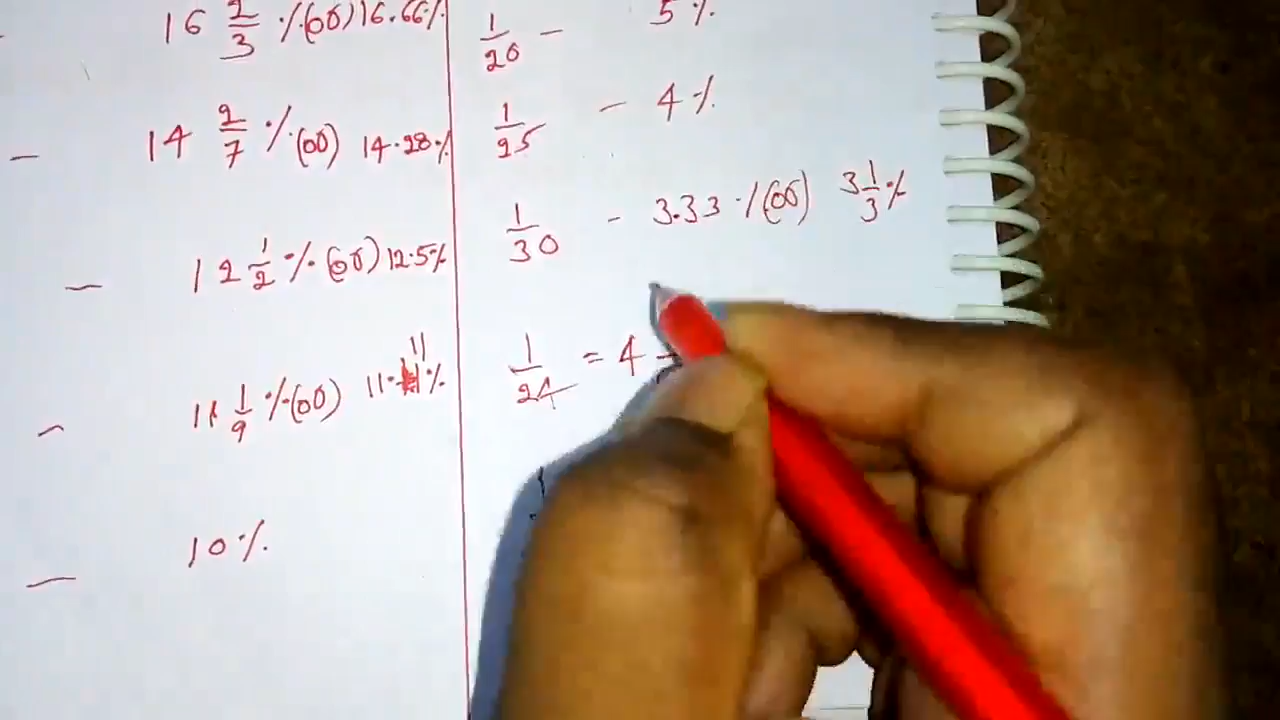 16 2/3 % (or) 16.66%
14 2/7 % (or) 14.28%
12 1/2 % (or) 12.5%
11
11 1/9 % (or) 11.11%
10%
1/20 - 5%
1/25 - 4%
1/30 - 3.33% (or) 3 1/3 %
1/24 = 4